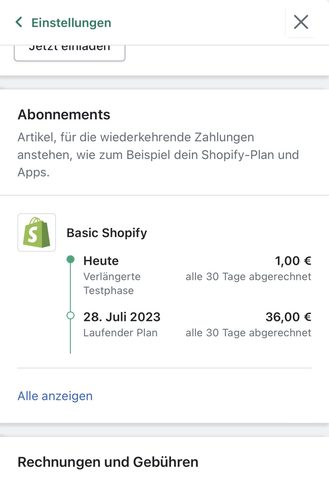 Einstellungen
Jetzt einladen
Abonnements
Artikel, für die wiederkehrende Zahlungen
anstehen, wie zum Beispiel dein Shopify-Plan und
Apps.
Basic Shopify
Heute 1,00 €
Verlängerte alle 30 Tage abgerechnet
Testphase
28. Juli 2023 36,00 €
Laufender Plan alle 30 Tage abgerechnet
Alle anzeigen
Rechnungen und Gebühren